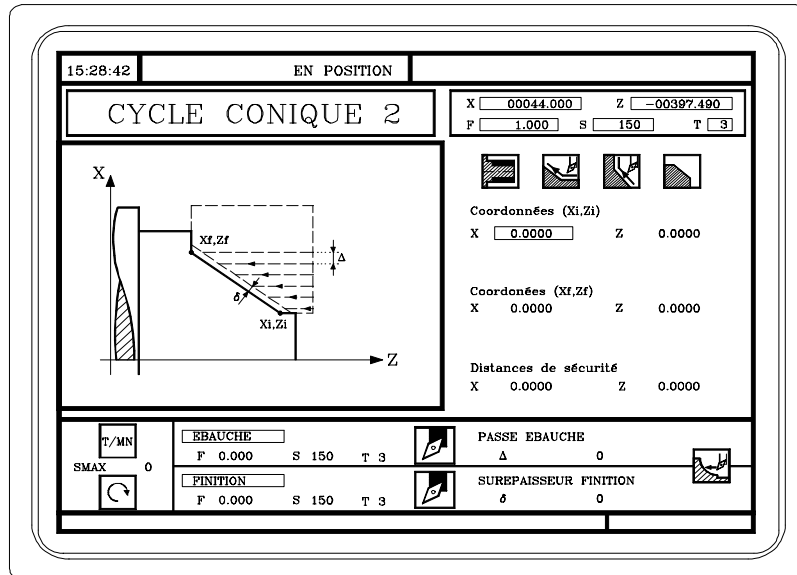 15:28:42 EN POSITION
CYCLE CONIQUE 2
X 00044.000 Z -00397.490
F 1.000 S 150 T 3
X
Xf,Zf
Δ
δ
Xi,Zi
Z
Coordonnées (Xi,Zi)
X 0.0000 Z 0.0000
Coordonées (Xf,Zf)
X 0.0000 Z 0.0000
Distances de sécurité
X 0.0000 Z 0.0000
T/MN
SMAX 0
EBAUCHE
F 0.000 S 150 T 3
PASSE EBAUCHE
Δ 0
FINITION
F 0.000 S 150 T 3
SUREPAISSEUR FINITION
δ 0